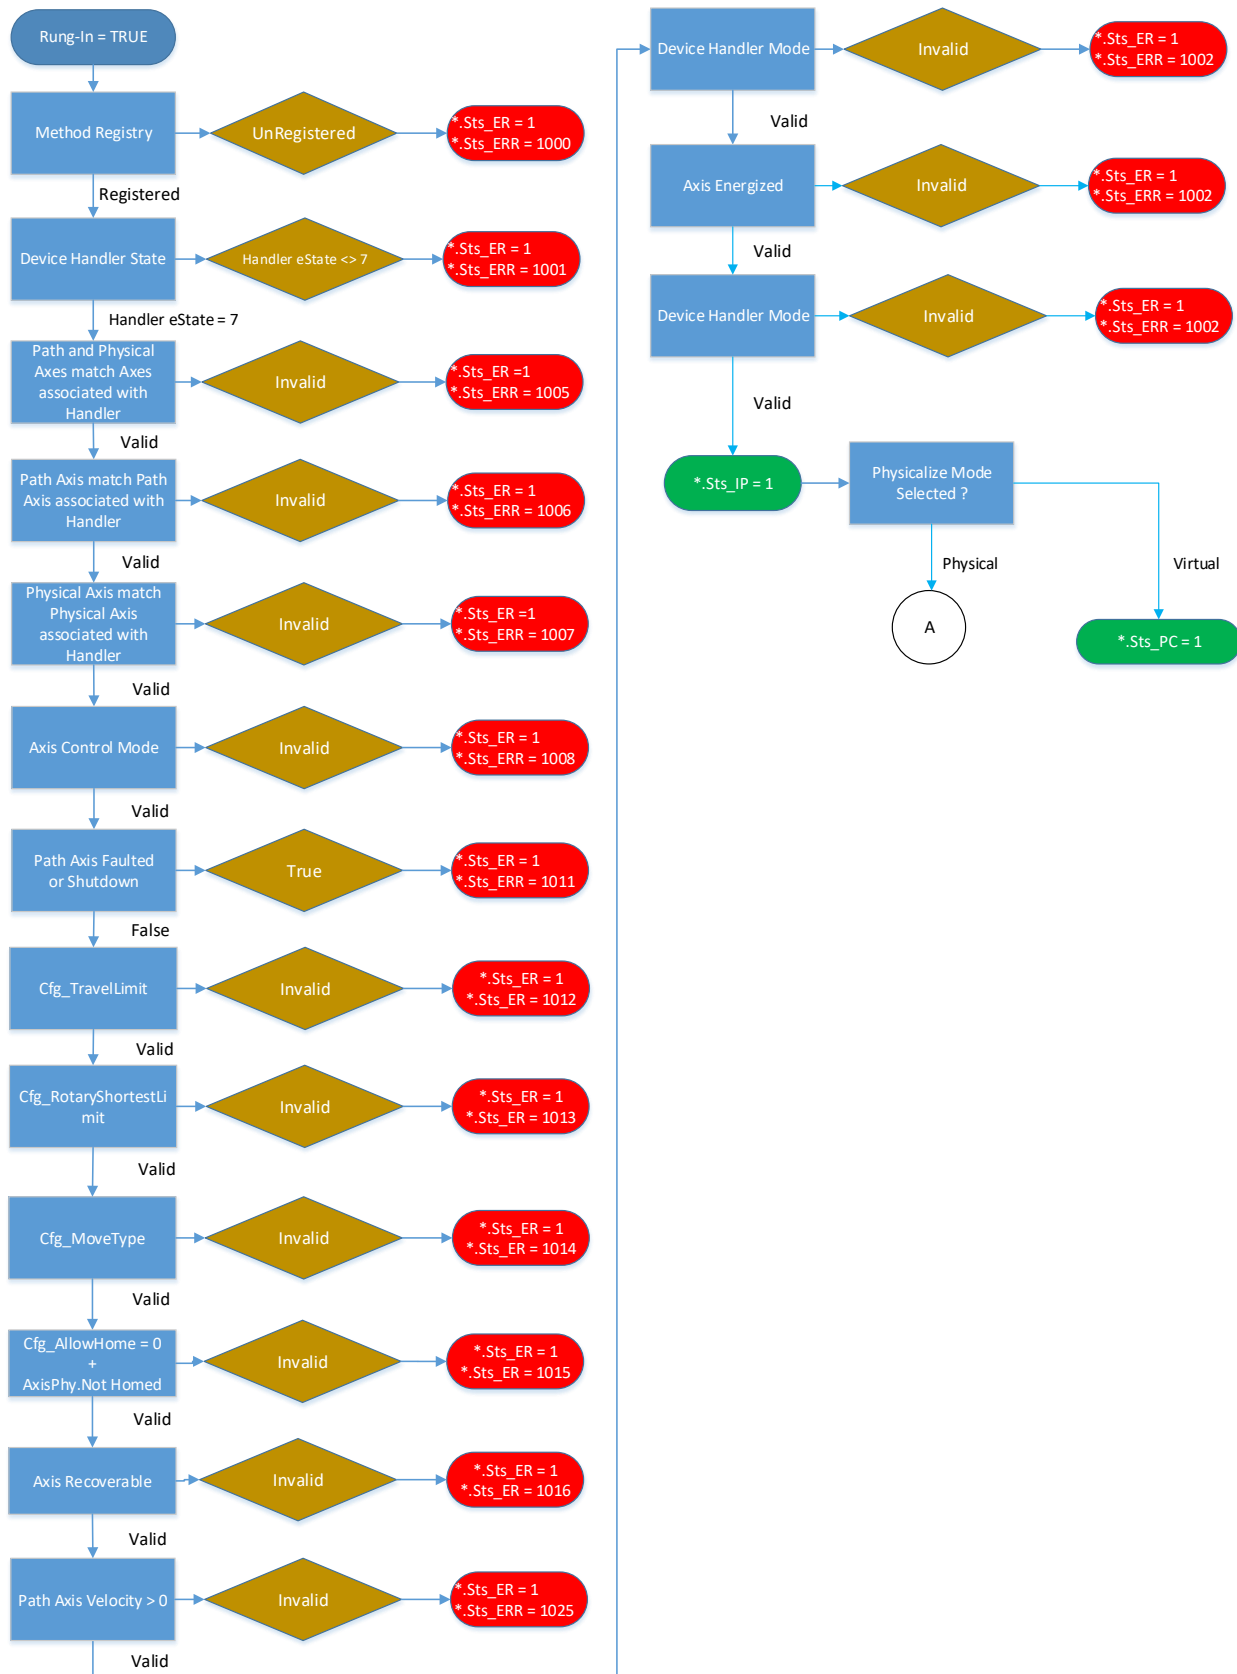 Rung-In = TRUE
Method Registry
UnRegistered
*.Sts_ER = 1
*.Sts_ERR = 1000
Registered
Device Handler State
Handler eState <> 7
*.Sts_ER = 1
*.Sts_ERR = 1001
Handler eState = 7
Path and Physical
Axes match Axes
associated with
Handler
Invalid
*.Sts_ER =1
*.Sts_ERR = 1005
Valid
Path Axis match Path
Axis associated with
Handler
Invalid
*.Sts_ER = 1
*.Sts_ERR = 1006
Valid
Physical Axis match
Physical Axis
associated with
Handler
Invalid
*.Sts_ER =1
*.Sts_ERR = 1007
Valid
Axis Control Mode
Invalid
*.Sts_ER = 1
*.Sts_ERR = 1008
Valid
Path Axis Faulted
or Shutdown
True
*.Sts_ER = 1
*.Sts_ERR = 1011
False
Cfg_TravelLimit
Invalid
*.Sts_ER = 1
*.Sts_ER = 1012
Valid
Cfg_RotaryShortestLi
mit
Invalid
*.Sts_ER = 1
*.Sts_ER = 1013
Valid
Cfg_MoveType
Invalid
*.Sts_ER = 1
*.Sts_ER = 1014
Valid
Cfg_AllowHome = 0
+
AxisPhy.Not Homed
Invalid
*.Sts_ER = 1
*.Sts_ER = 1015
Valid
Axis Recoverable
Invalid
*.Sts_ER = 1
*.Sts_ER = 1016
Valid
Path Axis Velocity > 0
Invalid
*.Sts_ER = 1
*.Sts_ERR = 1025
Valid
Device Handler Mode
Invalid
*.Sts_ER = 1
*.Sts_ERR = 1002
Valid
Axis Energized
Invalid
*.Sts_ER = 1
*.Sts_ERR = 1002
Valid
Device Handler Mode
Invalid
*.Sts_ER = 1
*.Sts_ERR = 1002
Valid
*.Sts_IP = 1
Physicalize Mode
Selected ?
Physical
Virtual
A
*.Sts_PC = 1